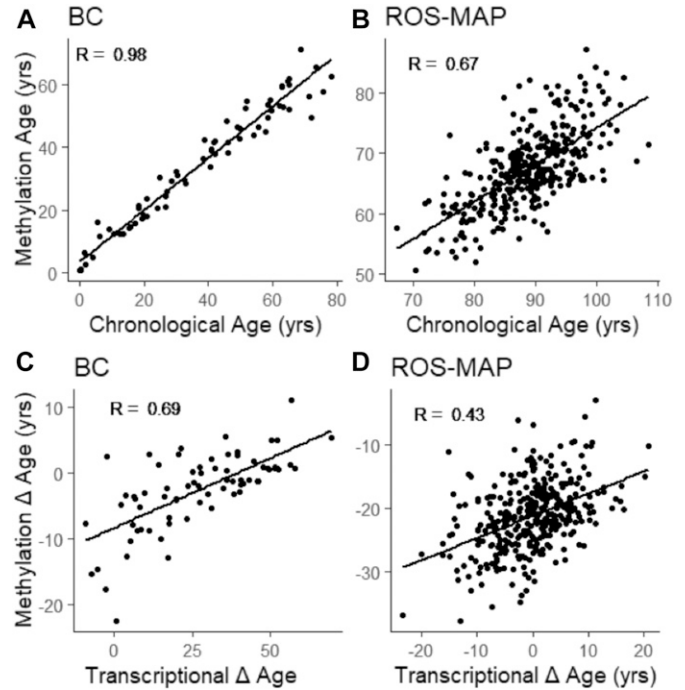 A BC
R = 0.98
Methylation Age (yrs)
60
40
20
0
0 20 40 60 80
Chronological Age (yrs)
B ROS-MAP
R = 0.67
80
70
60
50
70 80 90 100 110
Chronological Age (yrs)
C BC
R = 0.69
Methylation Δ Age (yrs)
10
0
-10
-20
0 25 50
Transcriptional Δ Age
D ROS-MAP
R = 0.43
-10
-20
-30
-20 -10 0 10 20
Transcriptional Δ Age (yrs)